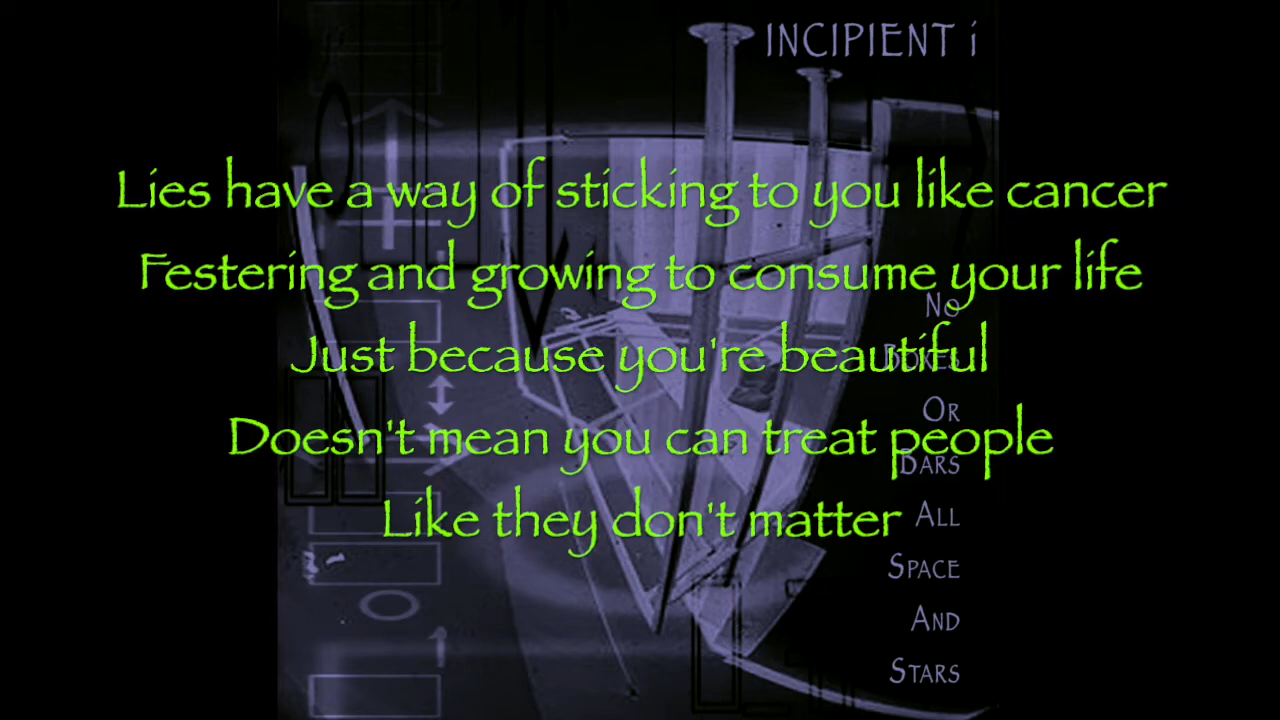 INCIPIENT i
Lies have a way of sticking to you like cancer
Festering and growing to consume your life
Just because you're beautiful
Doesn't mean you can treat people
Like they don't matter
No
Boxes
Or
Bars
All
Space
And
Stars